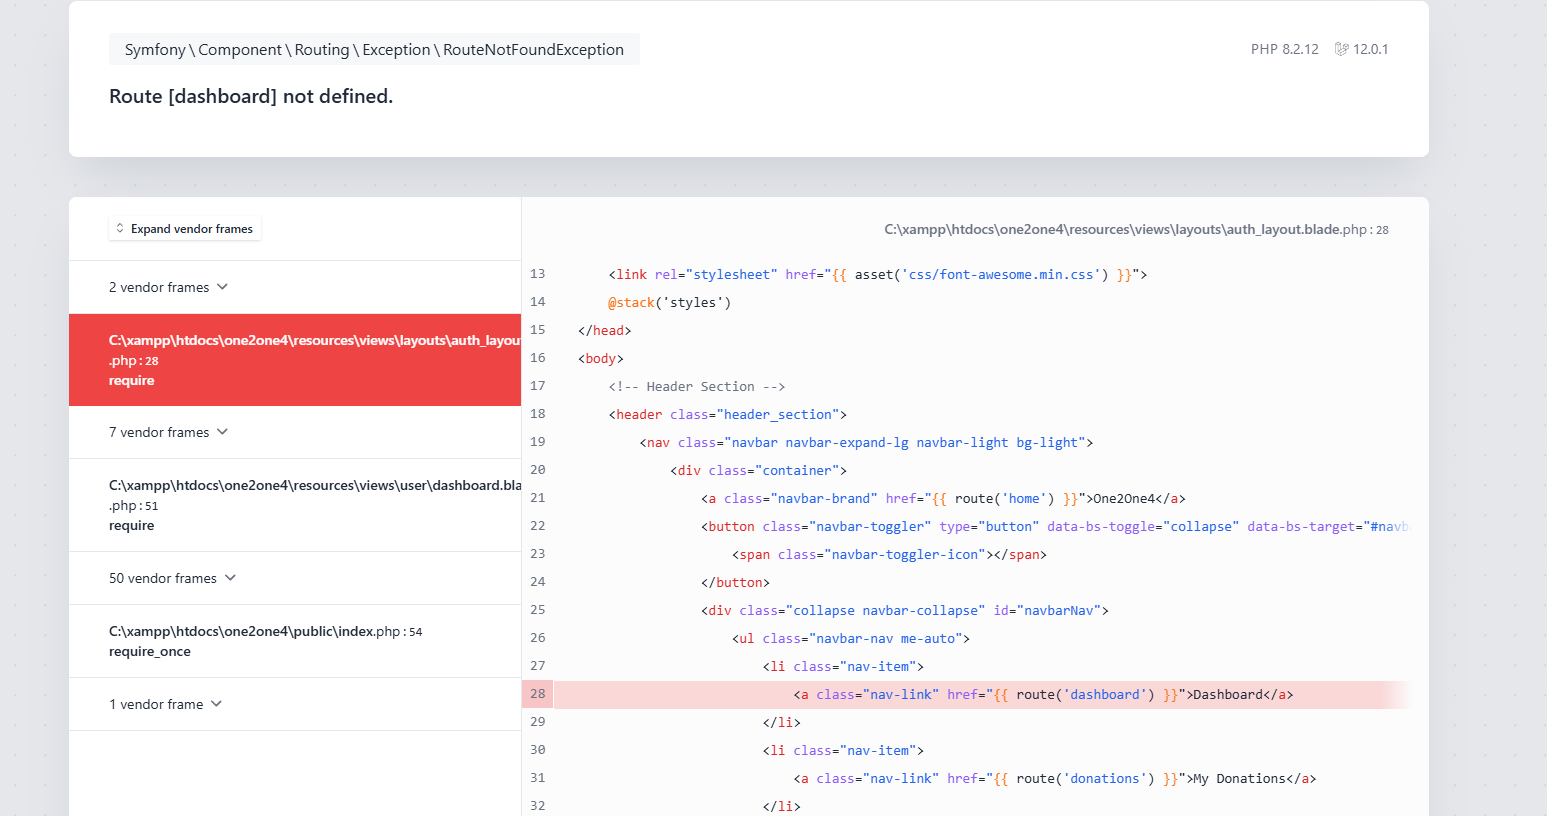 Symfony \ Component \ Routing \ Exception \ RouteNotFoundException
PHP 8.2.12 12.0.1
Route [dashboard] not defined.
Expand vendor frames
2 vendor frames
C:\xampp\htdocs\one2one4\resources\views\layouts\auth_layou
.php : 28
require
7 vendor frames
C:\xampp\htdocs\one2one4\resources\views\user\dashboard.bla
.php : 51
require
50 vendor frames
C:\xampp\htdocs\one2one4\public\index.php : 54
require_once
1 vendor frame
C:\xampp\htdocs\one2one4\resources\views\layouts\auth_layout.blade.php : 28
13 <link rel="stylesheet" href="{{ asset('css/font-awesome.min.css') }}">
14 @stack('styles')
15 </head>
16 <body>
17 <!-- Header Section -->
18 <header class="header_section">
19 <nav class="navbar navbar-expand-lg navbar-light bg-light">
20 <div class="container">
21 <a class="navbar-brand" href="{{ route('home') }}">One2One4</a>
22 <button class="navbar-toggler" type="button" data-bs-toggle="collapse" data-bs-target="#navba
23 <span class="navbar-toggler-icon"></span>
24 </button>
25 <div class="collapse navbar-collapse" id="navbarNav">
26 <ul class="navbar-nav me-auto">
27 <li class="nav-item">
28 <a class="nav-link" href="{{ route('dashboard') }}">Dashboard</a>
29 </li>
30 <li class="nav-item">
31 <a class="nav-link" href="{{ route('donations') }}">My Donations</a>
32 </li>